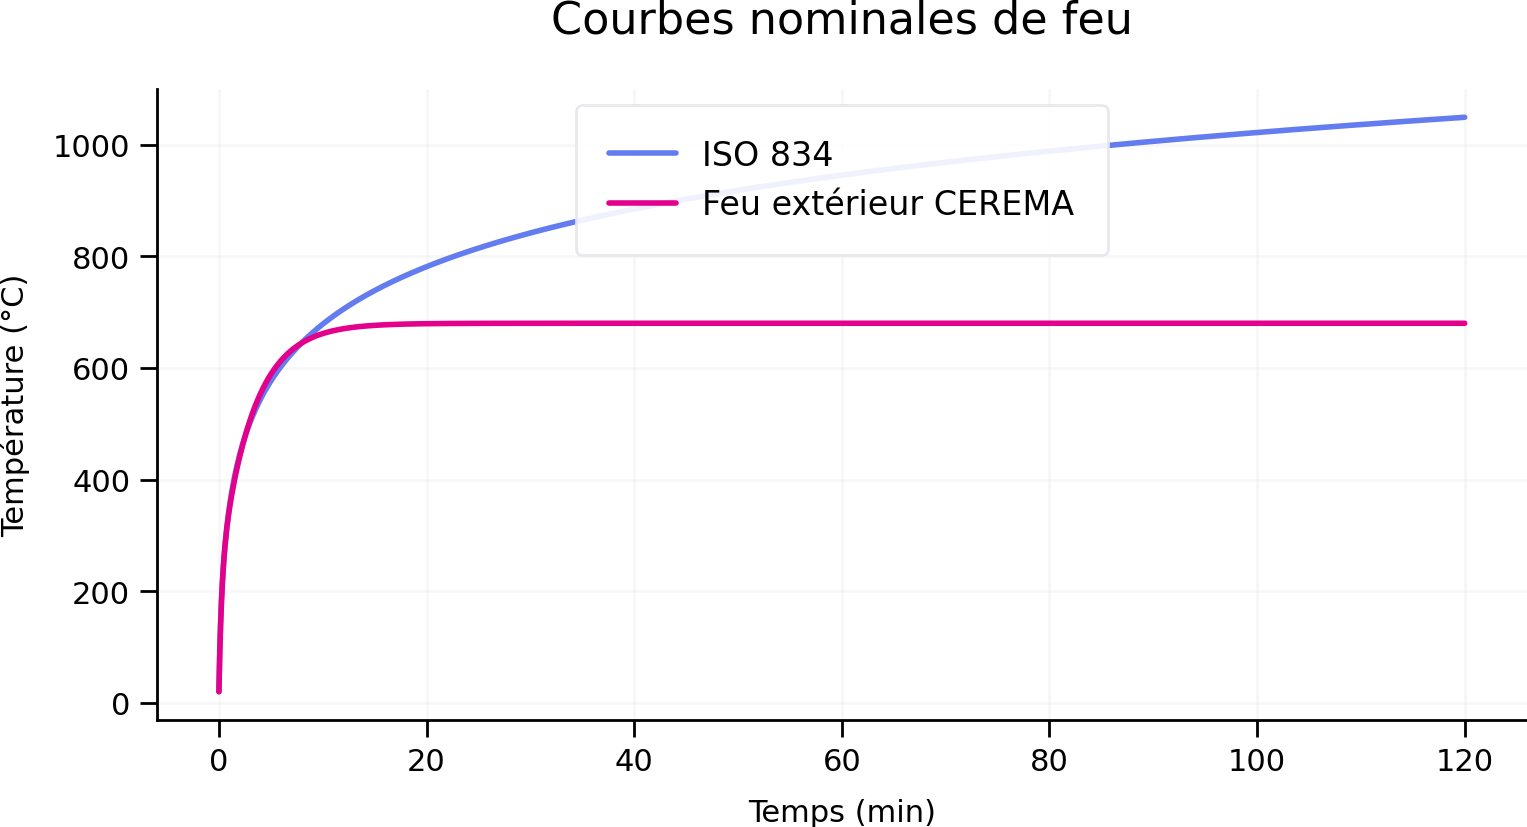 Courbes nominales de feu
ISO 834
Feu extérieur CEREMA
Température (°C)
1000
800
600
400
200
0
0 20 40 60 80 100 120
Temps (min)